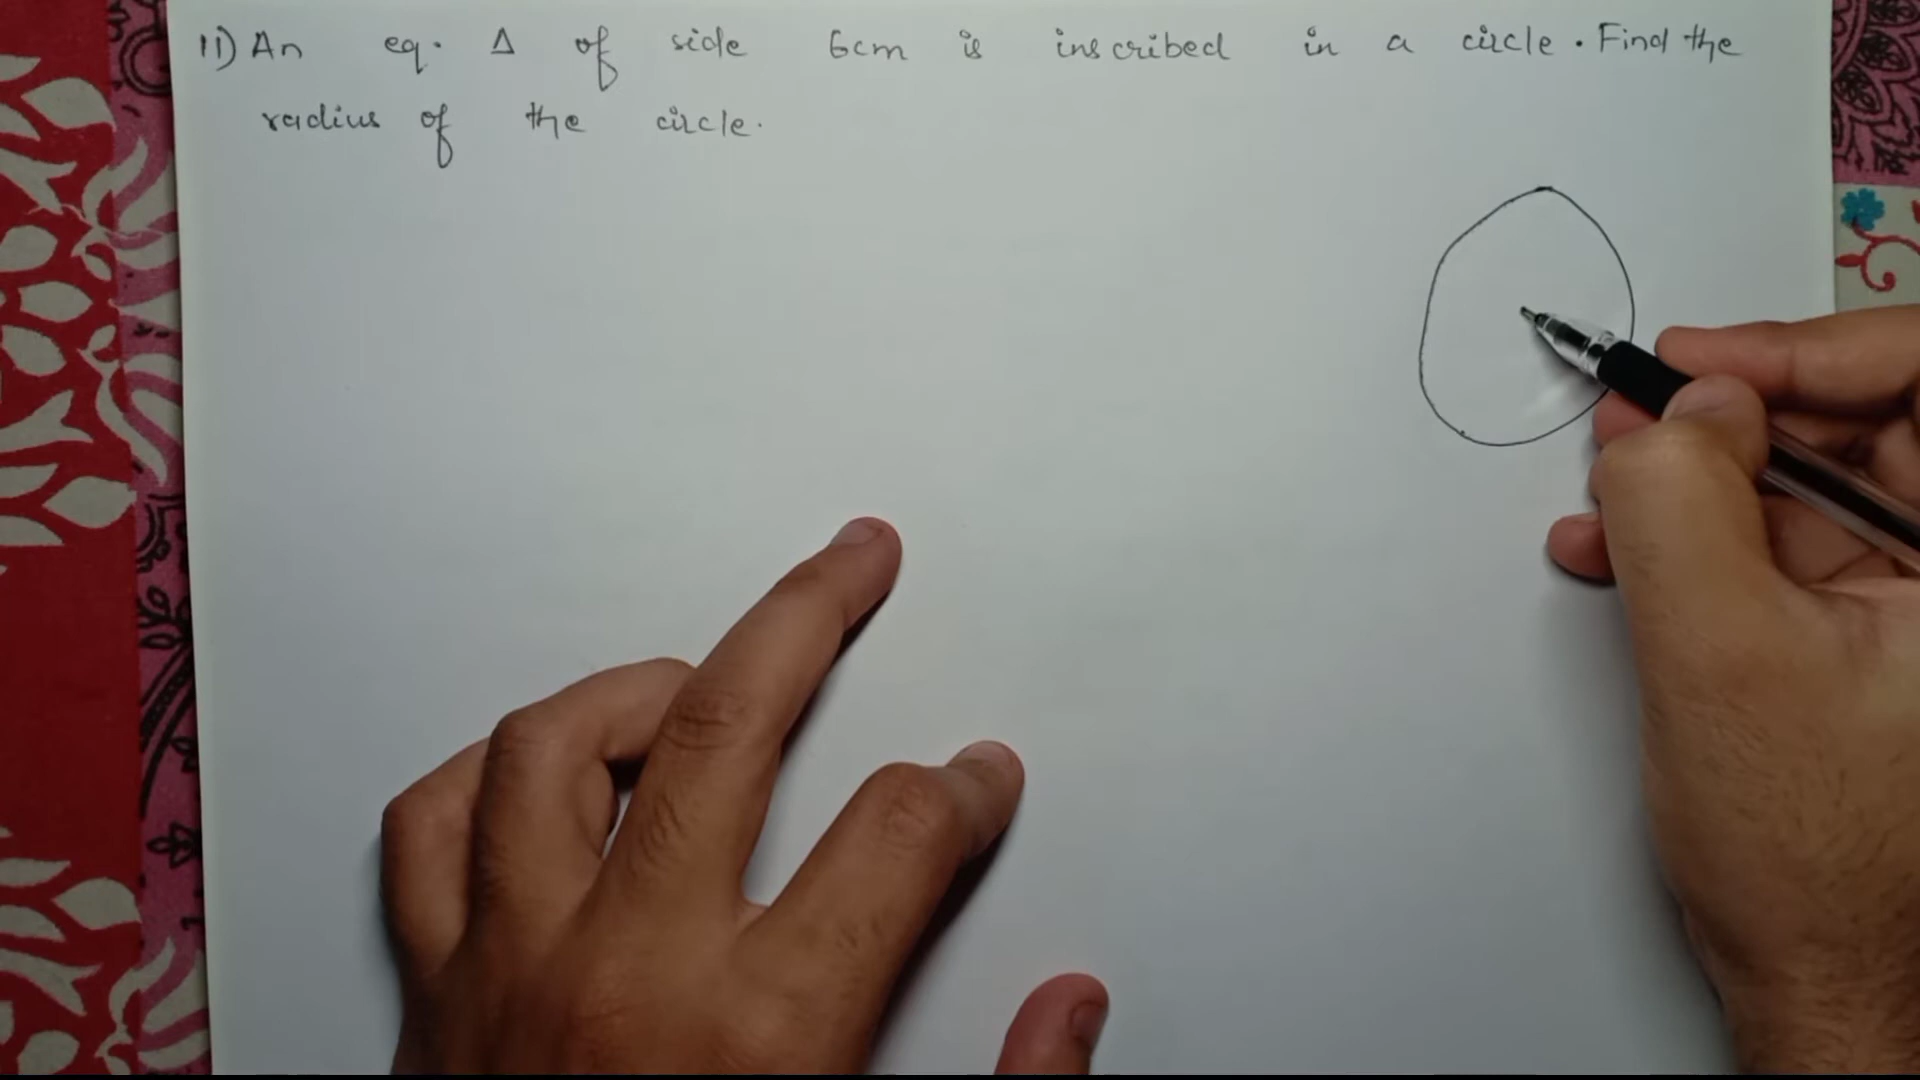 11) An eq. Δ of side 6cm is inscribed in a circle. Find the
radius of the circle.